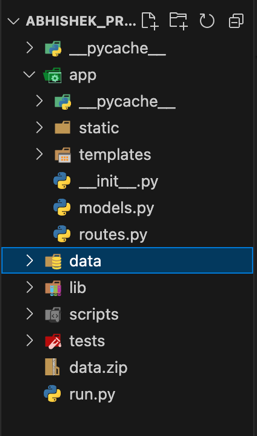 ABHISHEK_PR...
__pycache__
app
__pycache__
static
templates
__init__.py
models.py
routes.py
data
lib
scripts
tests
data.zip
run.py